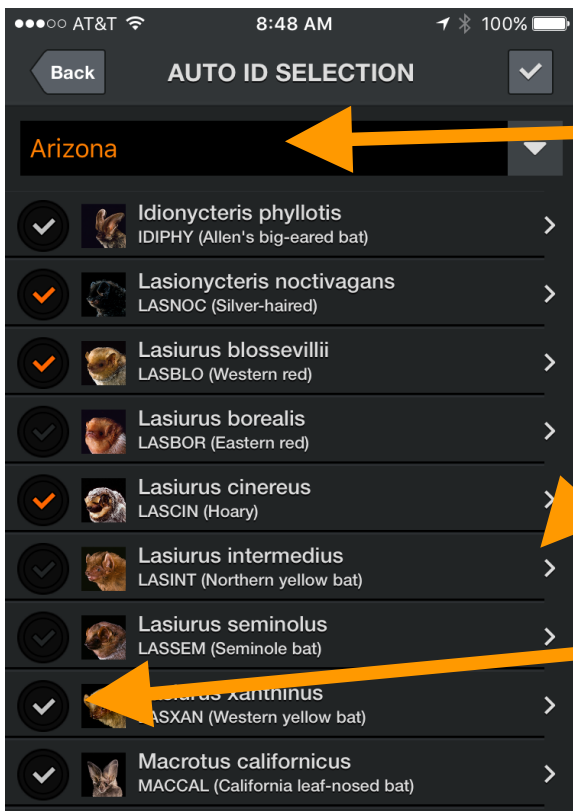 AT&T 8:48 AM 100%
Back AUTO ID SELECTION
Arizona
Idionycteris phyllotis
IDIPHY (Allen's big-eared bat)
Lasionycteris noctivagans
LASNOC (Silver-haired)
Lasiurus blossevillii
LASBLO (Western red)
Lasiurus borealis
LASBOR (Eastern red)
Lasiurus cinereus
LASCIN (Hoary)
Lasiurus intermedius
LASINT (Northern yellow bat)
Lasiurus seminolus
LASSEM (Seminole bat)
xanthinus
LASXAN (Western yellow bat)
Macrotus californicus
MACCAL (California leaf-nosed bat)